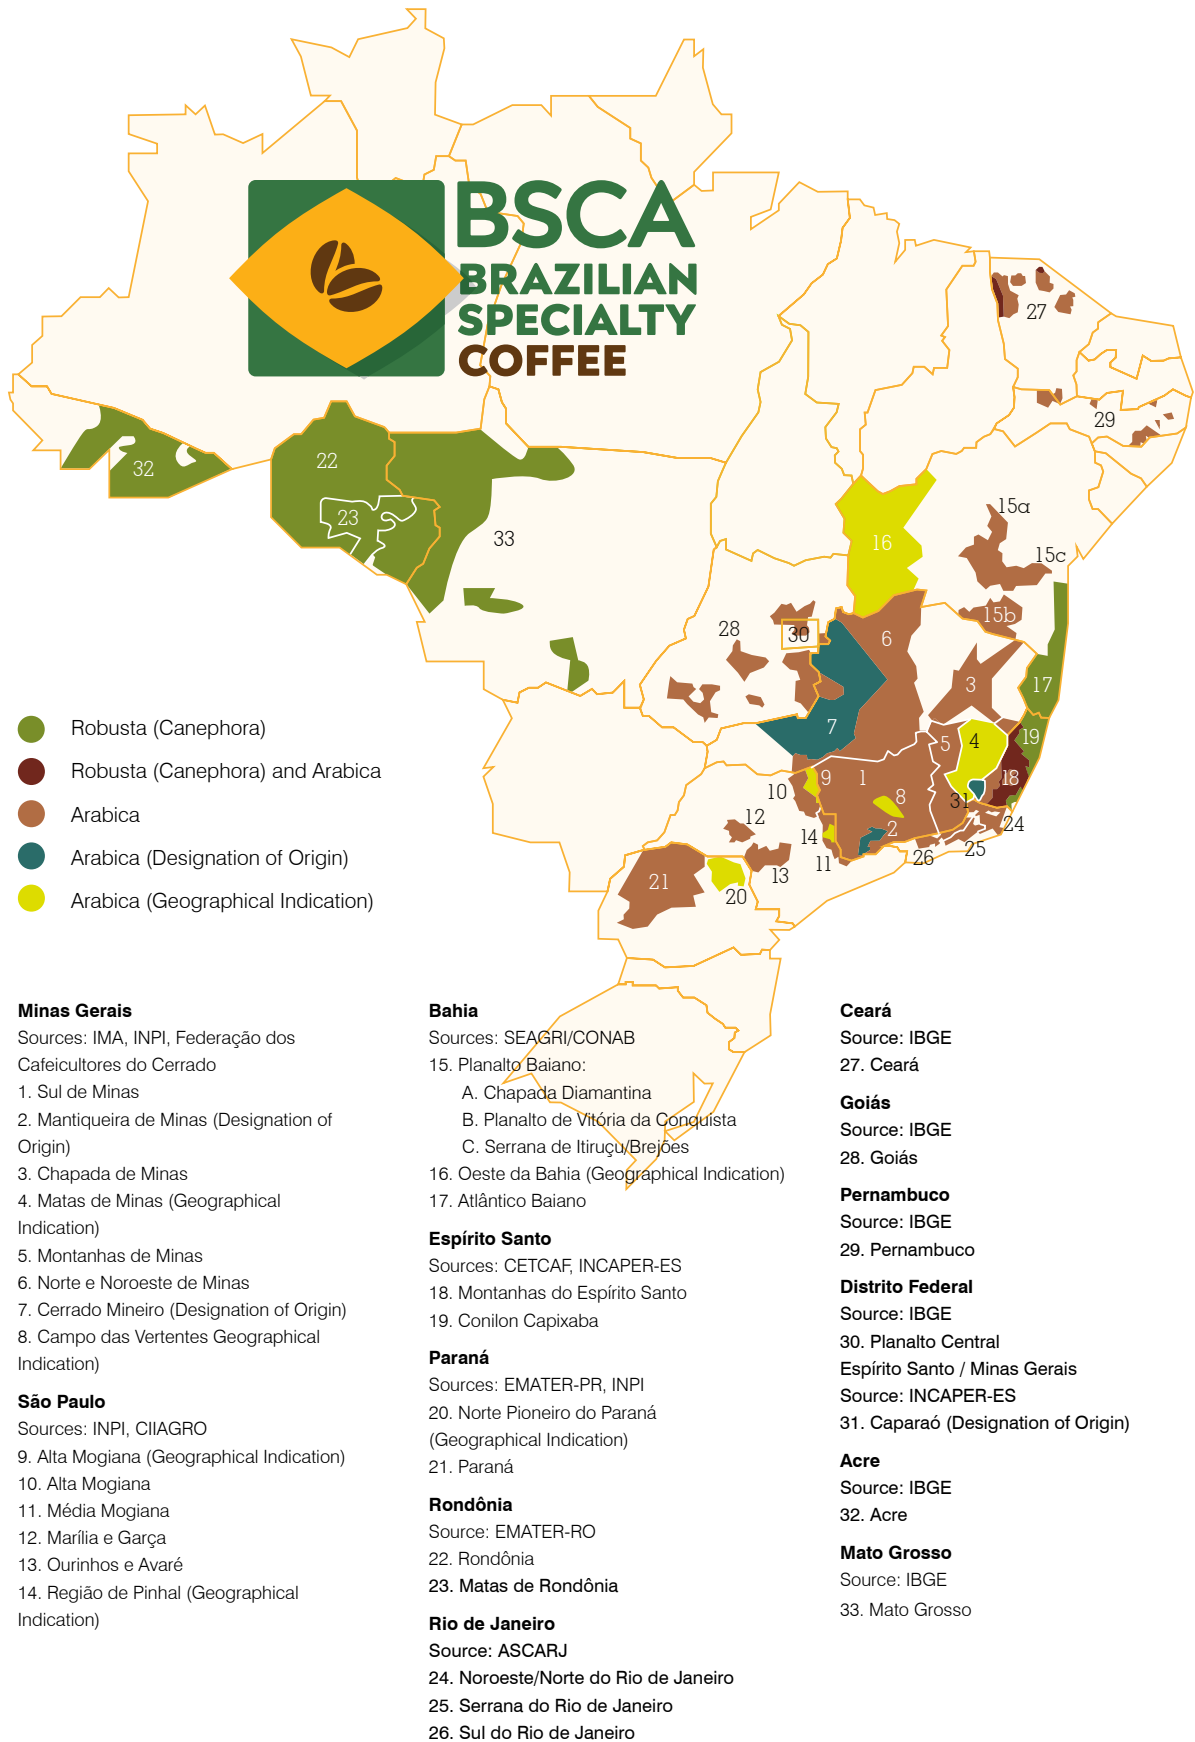 BSCA
BRAZILIAN
SPECIALTY
COFFEE
27
29
32
22
23
33
16
15a
15c
15b
28
30
6
3
17
7
5
4
19
18
31
24
25
26
9
1
8
2
10
12
14
11
13
21
20
Robusta (Canephora)
Robusta (Canephora) and Arabica
Arabica
Arabica (Designation of Origin)
Arabica (Geographical Indication)
Minas Gerais
Sources: IMA, INPI, Federação dos
Cafeicultores do Cerrado
1. Sul de Minas
2. Mantiqueira de Minas (Designation of
Origin)
3. Chapada de Minas
4. Matas de Minas (Geographical
Indication)
5. Montanhas de Minas
6. Norte e Noroeste de Minas
7. Cerrado Mineiro (Designation of Origin)
8. Campo das Vertentes Geographical
Indication)
São Paulo
Sources: INPI, CIIAGRO
9. Alta Mogiana (Geographical Indication)
10. Alta Mogiana
11. Média Mogiana
12. Marília e Garça
13. Ourinhos e Avaré
14. Região de Pinhal (Geographical
Indication)
Bahia
Sources: SEAGRI/CONAB
15. Planalto Baiano:
A. Chapada Diamantina
B. Planalto de Vitória da Conquista
C. Serrana de Itiruçu/Brejões
16. Oeste da Bahia (Geographical Indication)
17. Atlântico Baiano
Espírito Santo
Sources: CETCAF, INCAPER-ES
18. Montanhas do Espírito Santo
19. Conilon Capixaba
Paraná
Sources: EMATER-PR, INPI
20. Norte Pioneiro do Paraná
(Geographical Indication)
21. Paraná
Rondônia
Source: EMATER-RO
22. Rondônia
23. Matas de Rondônia
Rio de Janeiro
Source: ASCARJ
24. Noroeste/Norte do Rio de Janeiro
25. Serrana do Rio de Janeiro
26. Sul do Rio de Janeiro
Ceará
Source: IBGE
27. Ceará
Goiás
Source: IBGE
28. Goiás
Pernambuco
Source: IBGE
29. Pernambuco
Distrito Federal
Source: IBGE
30. Planalto Central
Espírito Santo / Minas Gerais
Source: INCAPER-ES
31. Caparaó (Designation of Origin)
Acre
Source: IBGE
32. Acre
Mato Grosso
Source: IBGE
33. Mato Grosso